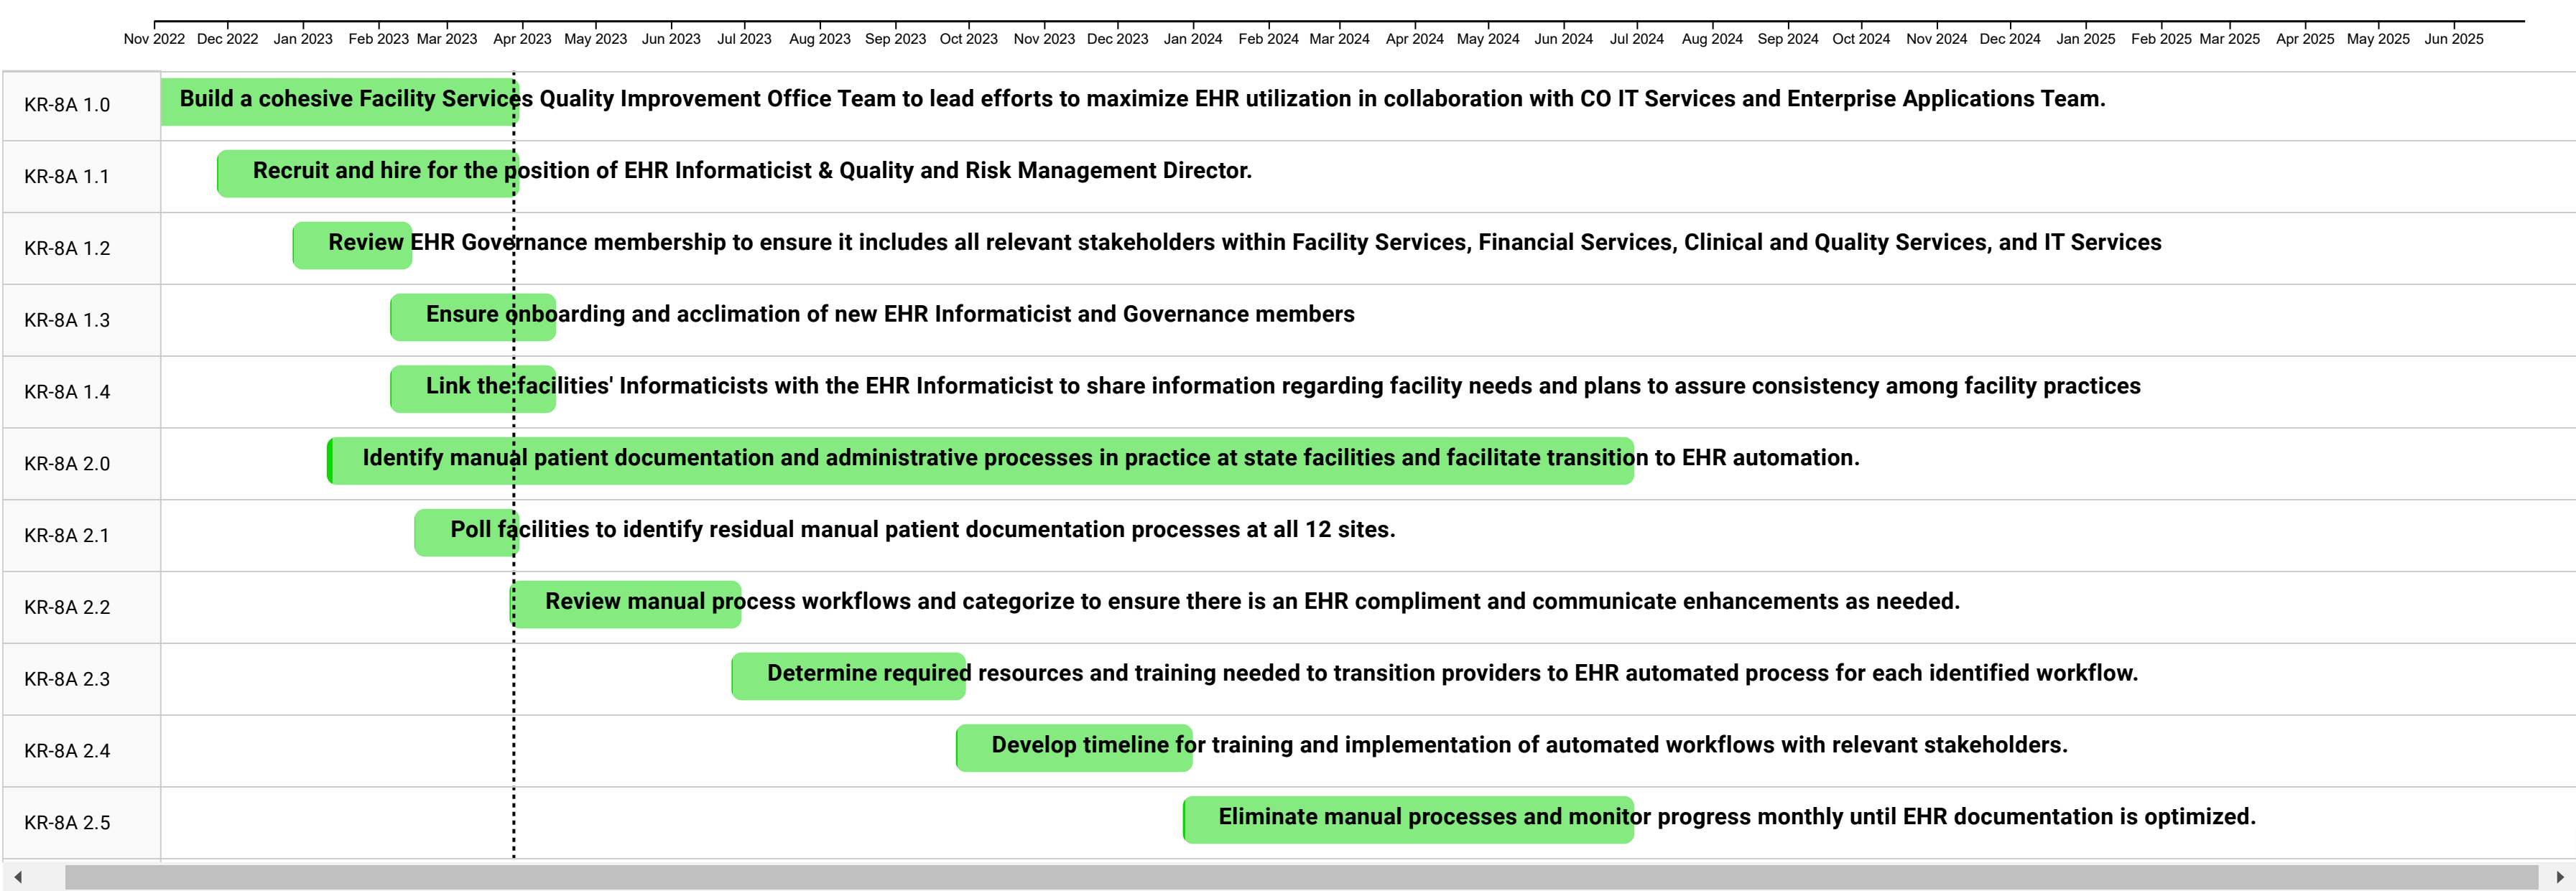 Nov 2022 Dec 2022 Jan 2023 Feb 2023 Mar 2023 Apr 2023 May 2023 Jun 2023 Jul 2023 Aug 2023 Sep 2023 Oct 2023 Nov 2023 Dec 2023 Jan 2024 Feb 2024 Mar 2024 Apr 2024 May 2024 Jun 2024 Jul 2024 Aug 2024 Sep 2024 Oct 2024 Nov 2024 Dec 2024 Jan 2025 Feb 2025 Mar 2025 Apr 2025 May 2025 Jun 2025
KR-8A 1.0 Build a cohesive Facility Services Quality Improvement Office Team to lead efforts to maximize EHR utilization in collaboration with CO IT Services and Enterprise Applications Team.
KR-8A 1.1 Recruit and hire for the position of EHR Informaticist & Quality and Risk Management Director.
KR-8A 1.2 Review EHR Governance membership to ensure it includes all relevant stakeholders within Facility Services, Financial Services, Clinical and Quality Services, and IT Services
KR-8A 1.3 Ensure onboarding and acclimation of new EHR Informaticist and Governance members
KR-8A 1.4 Link the facilities' Informaticists with the EHR Informaticist to share information regarding facility needs and plans to assure consistency among facility practices
KR-8A 2.0 Identify manual patient documentation and administrative processes in practice at state facilities and facilitate transition to EHR automation.
KR-8A 2.1 Poll facilities to identify residual manual patient documentation processes at all 12 sites.
KR-8A 2.2 Review manual process workflows and categorize to ensure there is an EHR compliment and communicate enhancements as needed.
KR-8A 2.3 Determine required resources and training needed to transition providers to EHR automated process for each identified workflow.
KR-8A 2.4 Develop timeline for training and implementation of automated workflows with relevant stakeholders.
KR-8A 2.5 Eliminate manual processes and monitor progress monthly until EHR documentation is optimized.